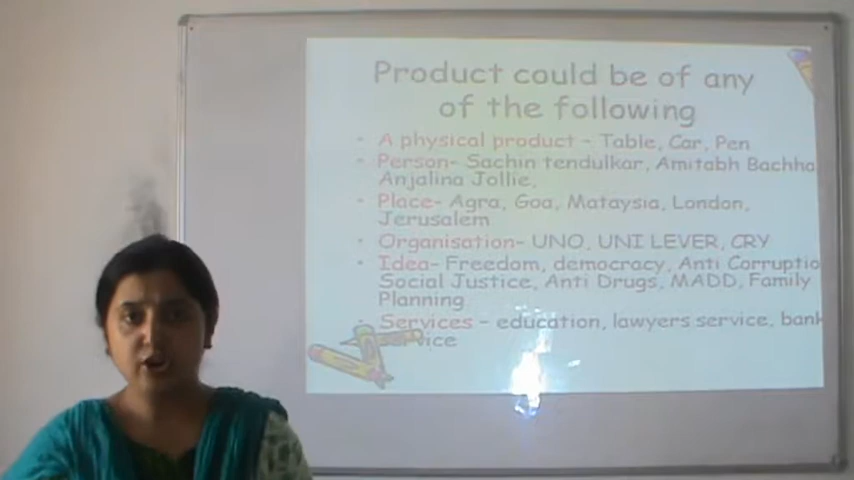 Product could be of any
of the following
• A physical product - Table, Car, Pen
• Person- Sachin tendulkar, Amitabh Bachha
Anjalina Jollie,
• Place- Agra, Goa, Mataysia, London,
Jerusalem
• Organisation- UNO, UNI LEVER, CRY
• Idea- Freedom, democracy, Anti Corruptio
Social Justice, Anti Drugs, MADD, Family
Planning
• Services - education, lawyers service, bank